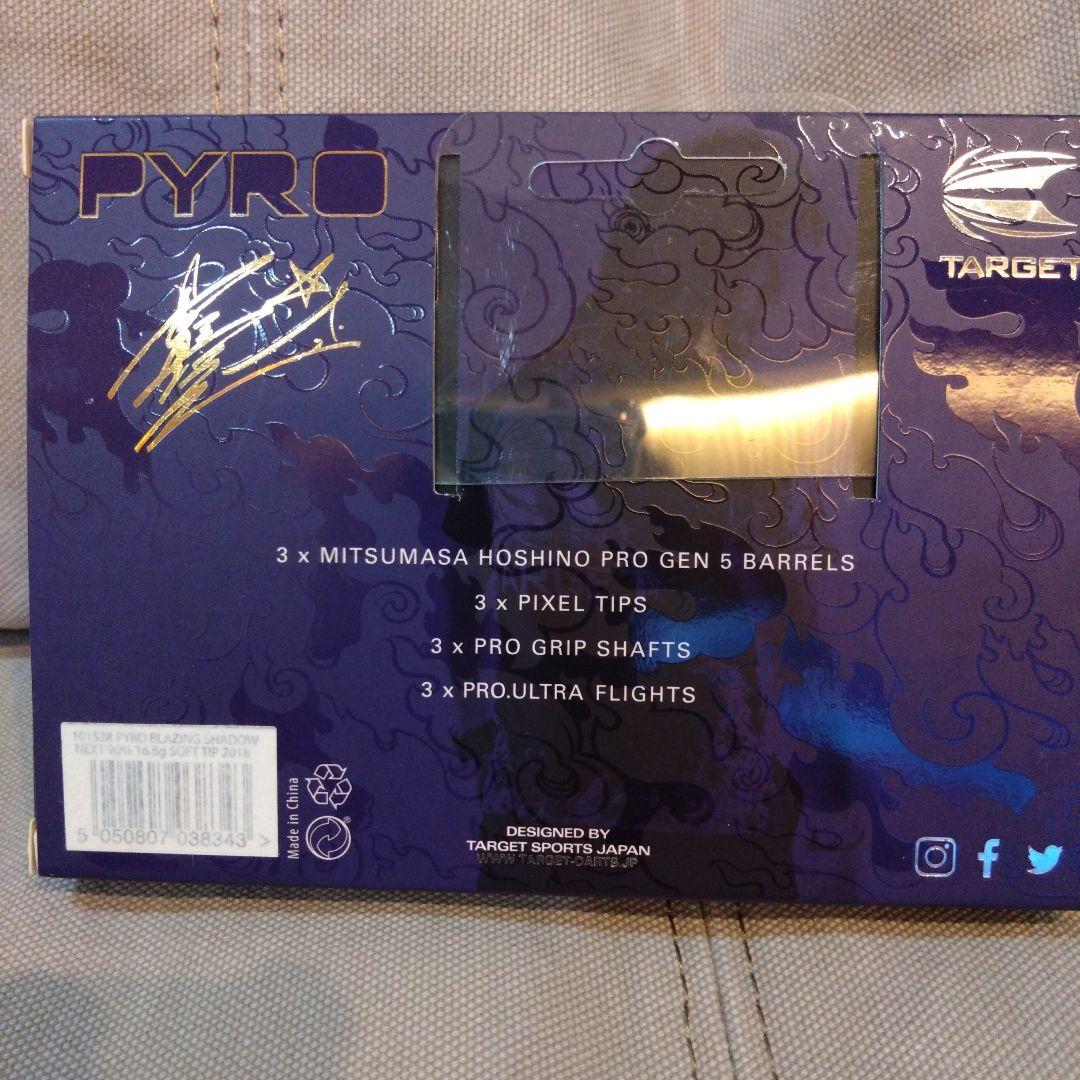 PYRO
TARGET
3 x MITSUMASA HOSHINO PRO GEN 5 BARRELS
3 x PIXEL TIPS
3 x PRO GRIP SHAFTS
3 x PRO.ULTRA FLIGHTS
101528 PYRO BLAZING SHADOW
NEXT 90% 16.8g SOFT TIP 2018
5 050807 038343 >
Made in China
DESIGNED BY
TARGET SPORTS JAPAN
WWW.TARGET-DARTS.JP